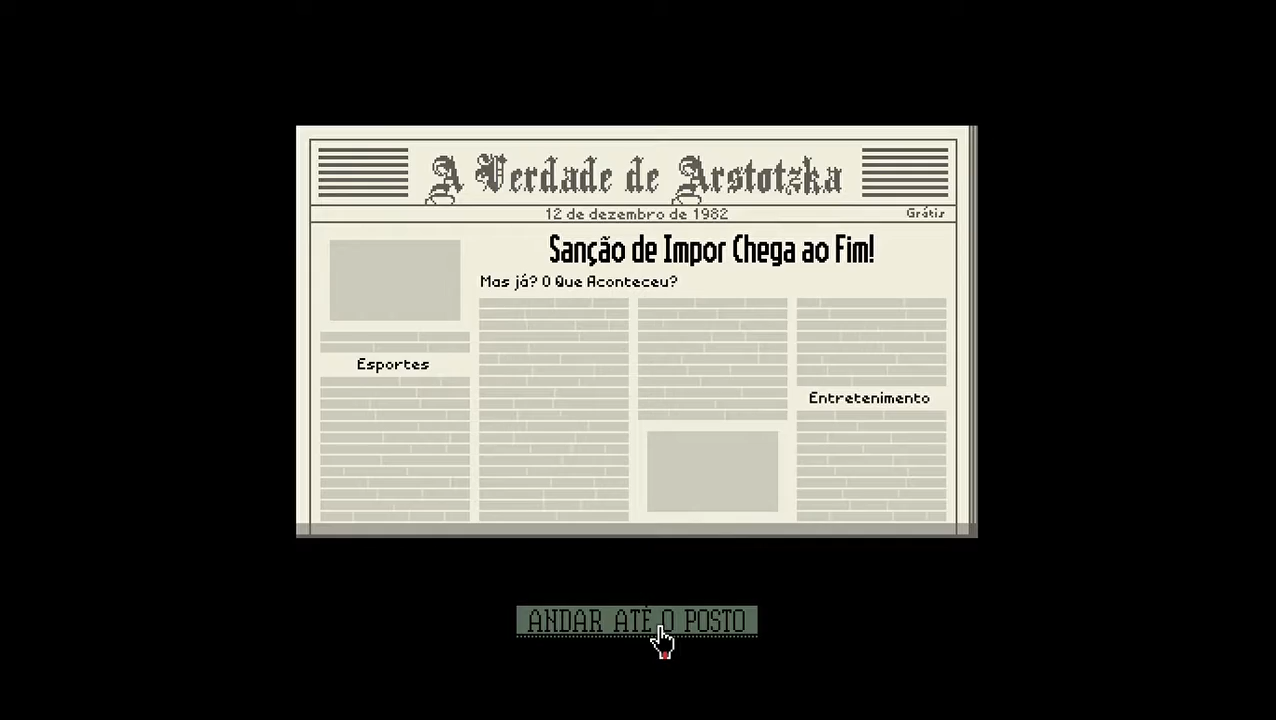 A Verdade de Arstotzka
12 de dezembro de 1982
Grátis
Sanção de Impor Chega ao Fim!
Mas já? O Que Aconteceu?
Esportes
Entretenimento
ANDAR ATÉ O POSTO